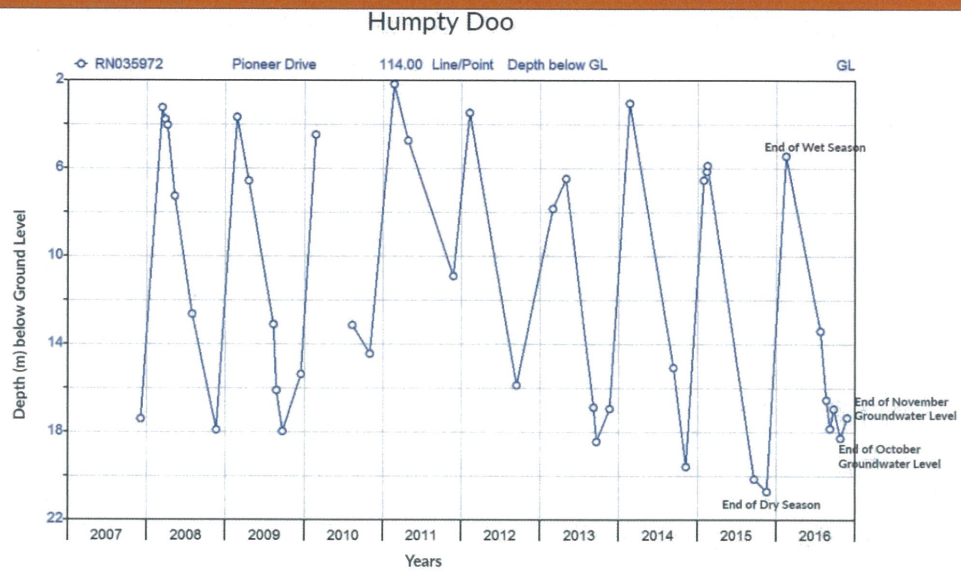 Humpty Doo
RN035972 Pioneer Drive 114.00 Line/Point Depth below GL GL
2
6
10
14
18
22
Depth (m) below Ground Level
End of Wet Season
End of November
Groundwater Level
End of October
Groundwater Level
End of Dry Season
2007 2008 2009 2010 2011 2012 2013 2014 2015 2016
Years